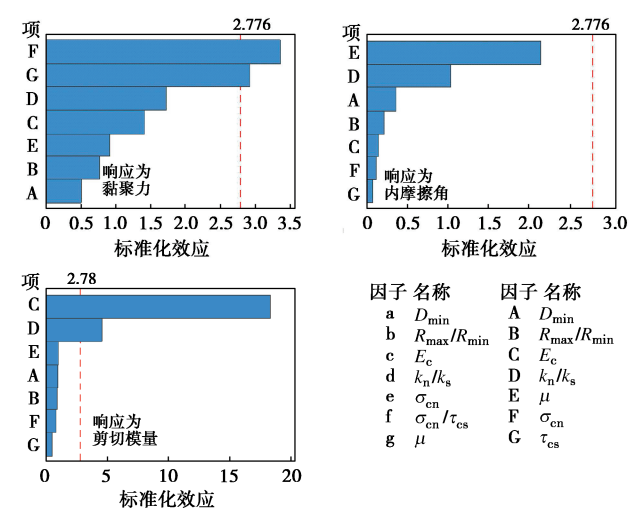 项 2.776
F
G
D
C
E
B
A
响应为
黏聚力
0 0.5 1.0 1.5 2.0 2.5 3.0 3.5
标准化效应
项 2.776
E
D
A
B
C
F
G
响应为
内摩擦角
0 0.5 1.0 1.5 2.0 2.5 3.0
标准化效应
项 2.78
C
D
E
A
B
F
G
响应为
剪切模量
0 5 10 15 20
标准化效应
因子 名称 因子 名称
a Dmin A Dmin
b Rmax/Rmin B Rmax/Rmin
c Ec C Ec
d kn/ks D kn/ks
e σcn E μ
f σcn/τcs F σcn
g μ G τcs